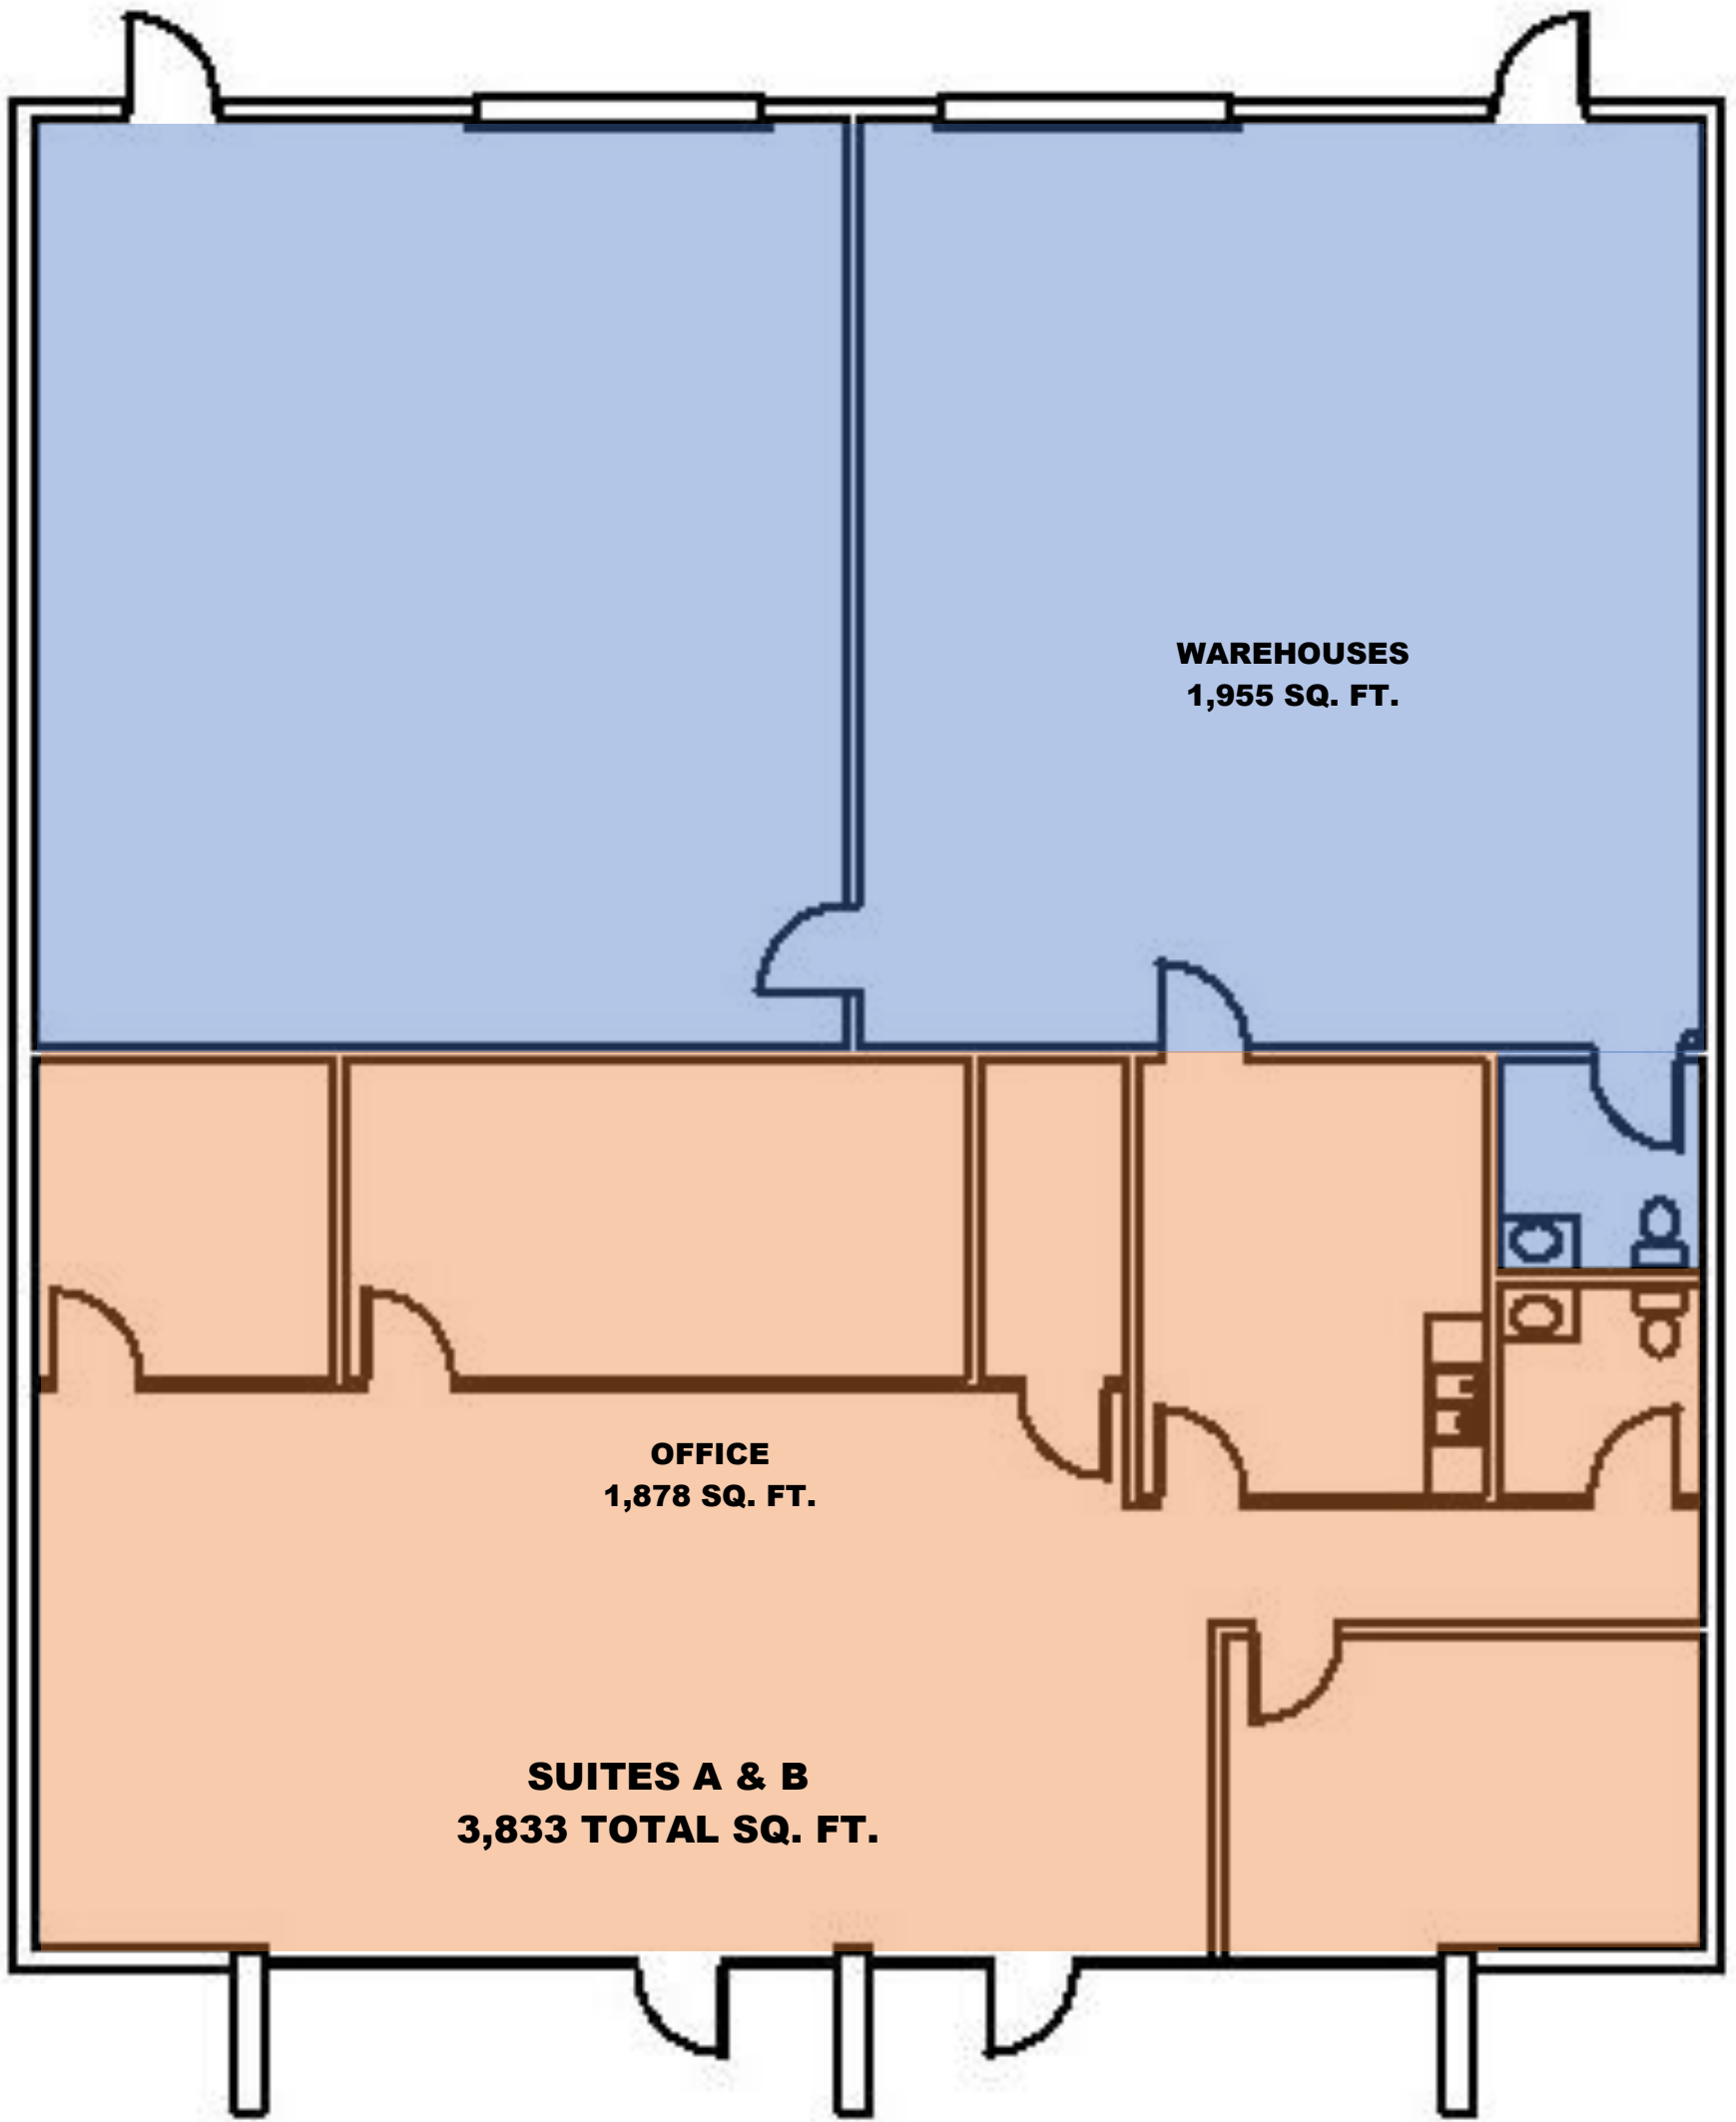 WAREHOUSES
1,955 SQ. FT.
OFFICE
1,878 SQ. FT.
SUITES A & B
3,833 TOTAL SQ. FT.